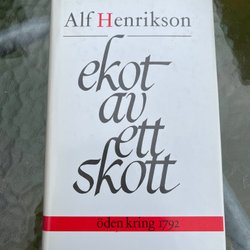 Alf Henrikson
ekot
av
ett
skott
öden kring 1792